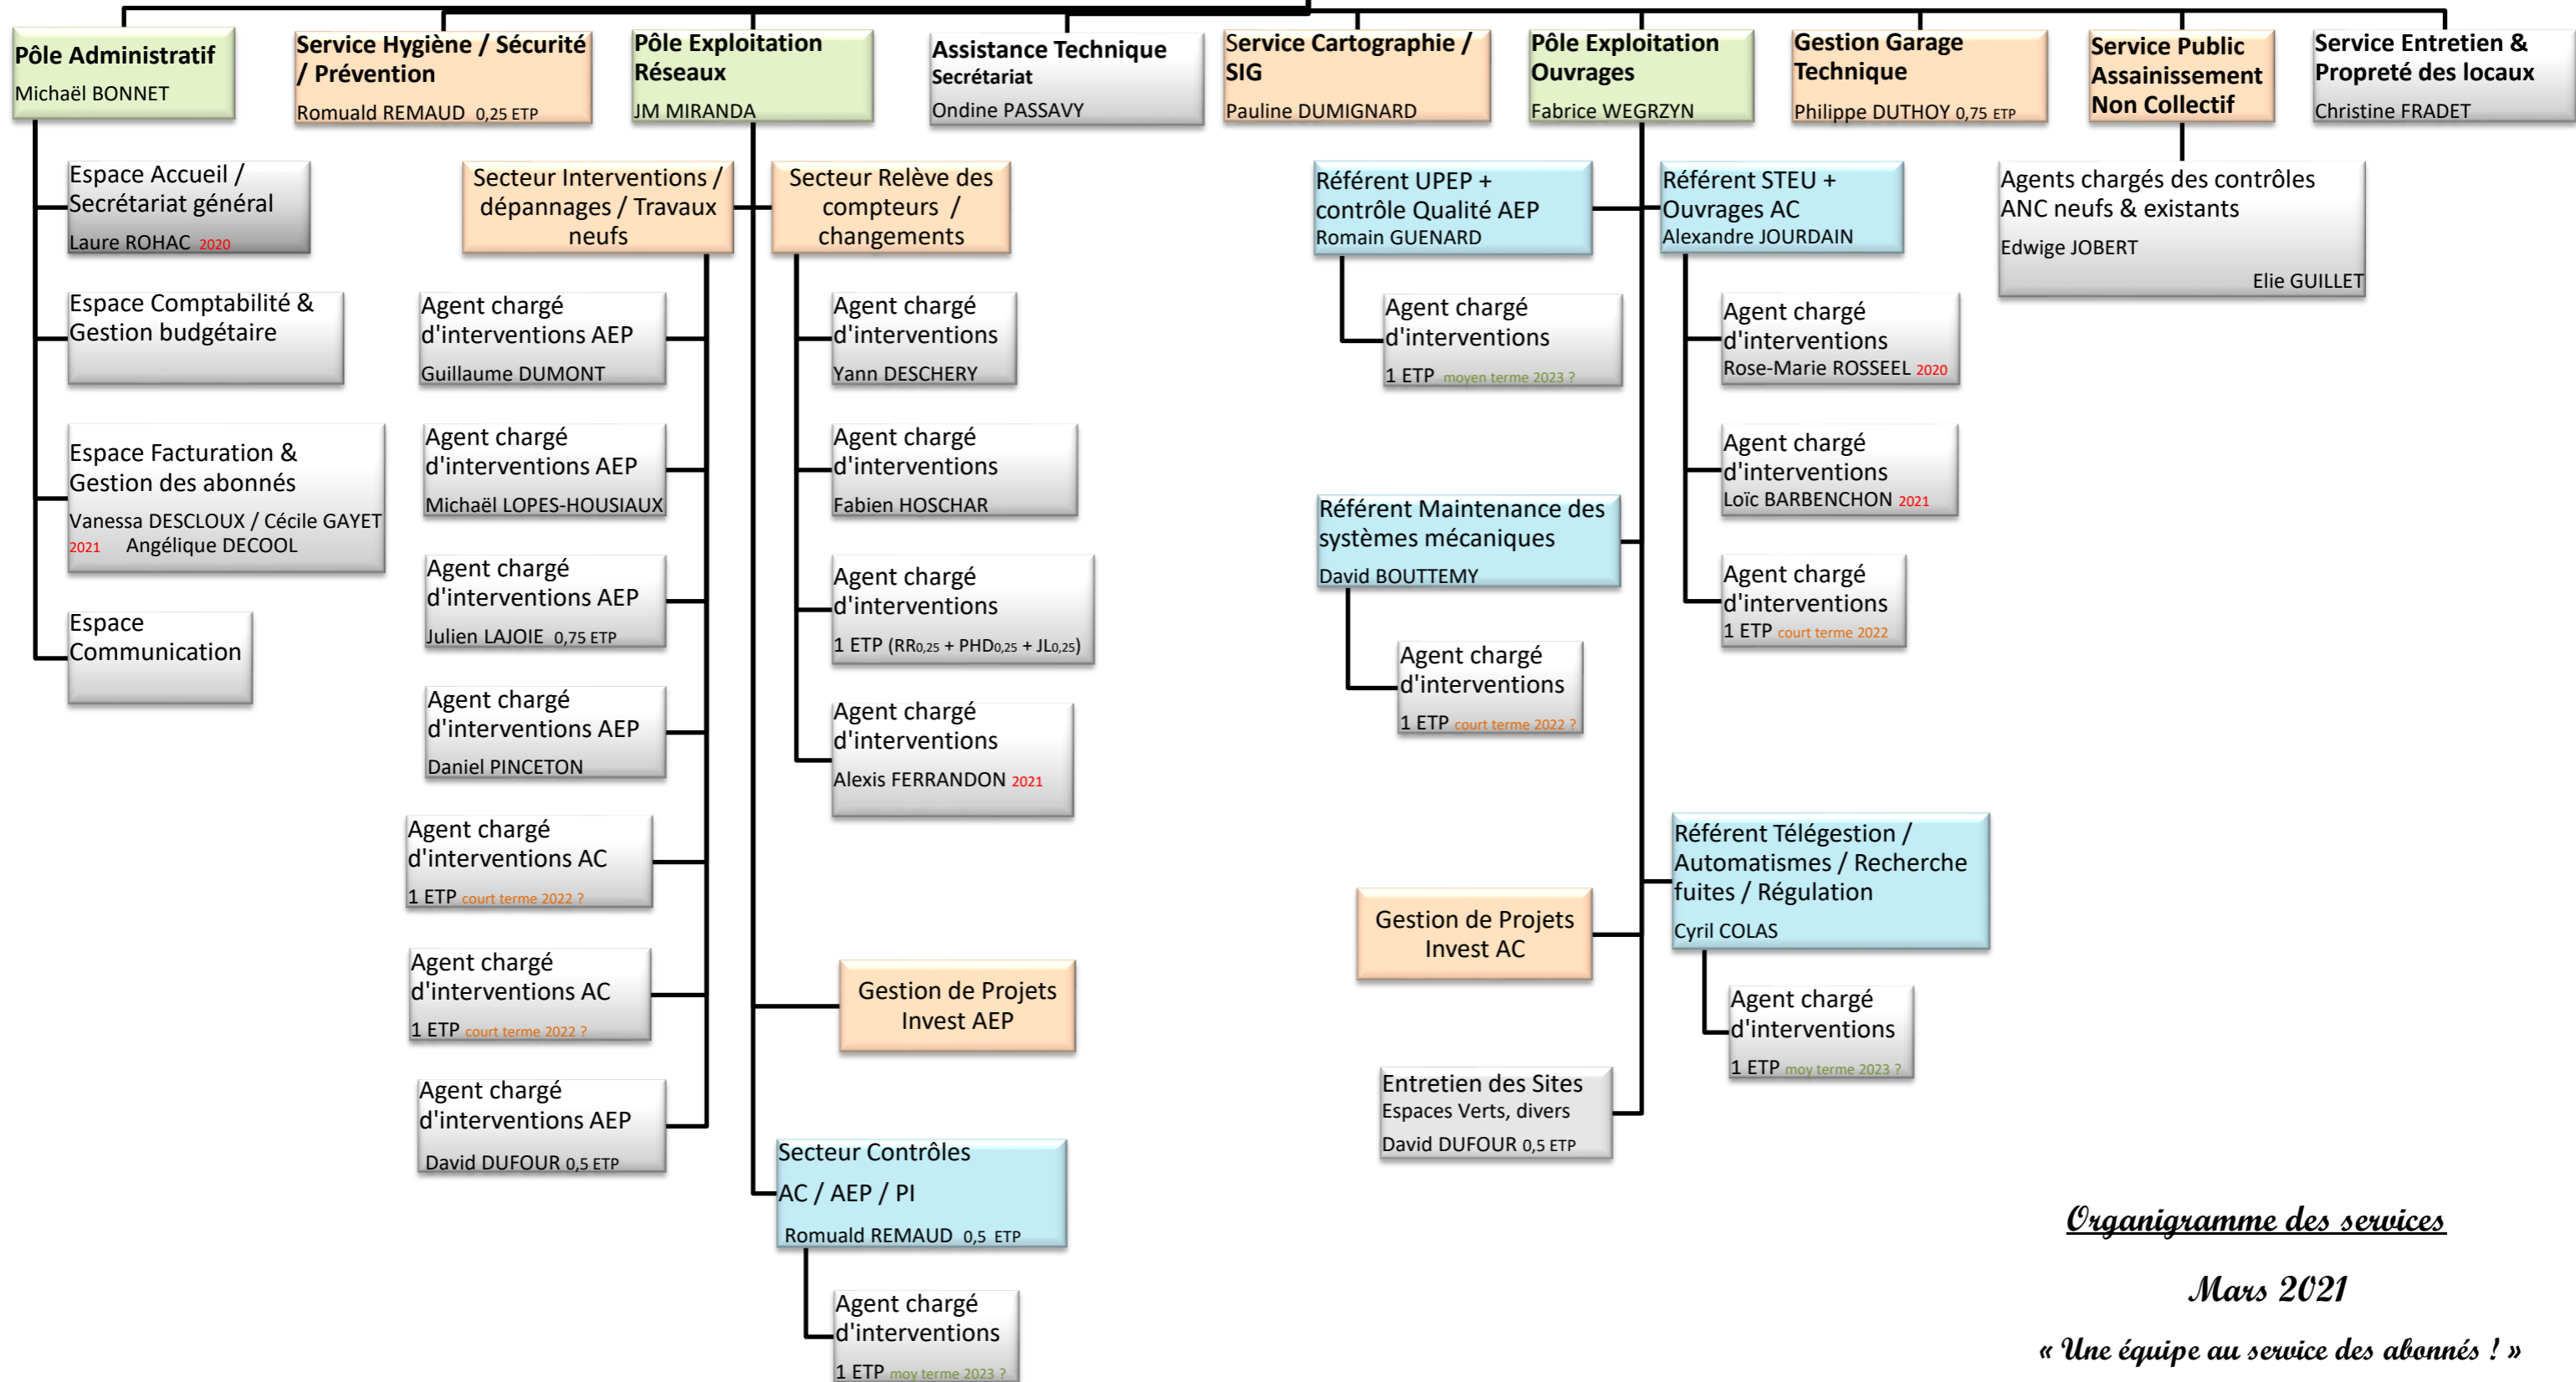 Pôle Administratif
Michaël BONNET
Service Hygiène / Sécurité
/ Prévention
Romuald REMAUD 0,25 ETP
Pôle Exploitation
Réseaux
JM MIRANDA
Assistance Technique
Secrétariat
Ondine PASSAVY
Service Cartographie /
SIG
Pauline DUMIGNARD
Pôle Exploitation
Ouvrages
Fabrice WEGRZYN
Gestion Garage
Technique
Philippe DUTHOY 0,75 ETP
Service Public
Assainissement
Non Collectif
Service Entretien &
Propreté des locaux
Christine FRADET
Espace Accueil /
Secrétariat général
Laure ROHAC 2020
Espace Comptabilité &
Gestion budgétaire
Espace Facturation &
Gestion des abonnés
Vanessa DESCLOUX / Cécile GAYET
2021 Angélique DECOOL
Espace
Communication
Secteur Interventions /
dépannages / Travaux
neufs
Agent chargé
d'interventions AEP
Guillaume DUMONT
Agent chargé
d'interventions AEP
Michaël LOPES-HOUSIAUX
Agent chargé
d'interventions AEP
Julien LAJOIE 0,75 ETP
Agent chargé
d'interventions AEP
Daniel PINCETON
Agent chargé
d'interventions AC
1 ETP court terme 2022 ?
Agent chargé
d'interventions AC
1 ETP court terme 2022 ?
Agent chargé
d'interventions AEP
David DUFOUR 0,5 ETP
Secteur Relève des
compteurs /
changements
Agent chargé
d'interventions
Yann DESCHERY
Agent chargé
d'interventions
Fabien HOSCHAR
Agent chargé
d'interventions
1 ETP (RR0,25 + PHD0,25 + JL0,25)
Agent chargé
d'interventions
Alexis FERRANDON 2021
Gestion de Projets
Invest AEP
Secteur Contrôles
AC / AEP / PI
Romuald REMAUD 0,5 ETP
Agent chargé
d'interventions
1 ETP moy terme 2023 ?
Référent UPEP +
contrôle Qualité AEP
Romain GUENARD
Agent chargé
d'interventions
1 ETP moyen terme 2023 ?
Référent Maintenance des
systèmes mécaniques
David BOUTTEMY
Agent chargé
d'interventions
1 ETP court terme 2022 ?
Gestion de Projets
Invest AC
Entretien des Sites
Espaces Verts, divers
David DUFOUR 0,5 ETP
Référent STEU +
Ouvrages AC
Alexandre JOURDAIN
Agent chargé
d'interventions
Rose-Marie ROSSEEL 2020
Agent chargé
d'interventions
Loïc BARBENCHON 2021
Agent chargé
d'interventions
1 ETP court terme 2022
Référent Télégestion /
Automatismes / Recherche
fuites / Régulation
Cyril COLAS
Agent chargé
d'interventions
1 ETP moy terme 2023 ?
Agents chargés des contrôles
ANC neufs & existants
Edwige JOBERT
Elie GUILLET
Organigramme des services
Mars 2021
« Une équipe au service des abonnés ! »